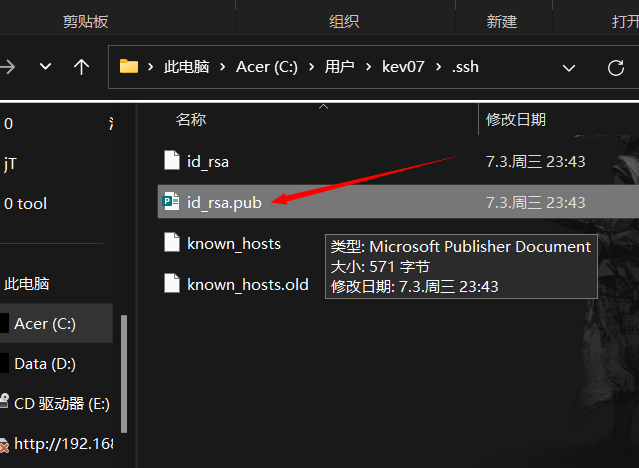 剪贴板 组织 新建 打开
此电脑 Acer (C:) 用户 kev07 .ssh
名称 修改日期
id_rsa 7.3.周三 23:43
id_rsa.pub 7.3.周三 23:43
known_hosts
known_hosts.old
类型: Microsoft Publisher Document
大小: 571 字节
修改日期: 7.3.周三 23:43
0
jT
0 tool
此电脑
Acer (C:)
Data (D:)
CD 驱动器 (E:)
http://192.168